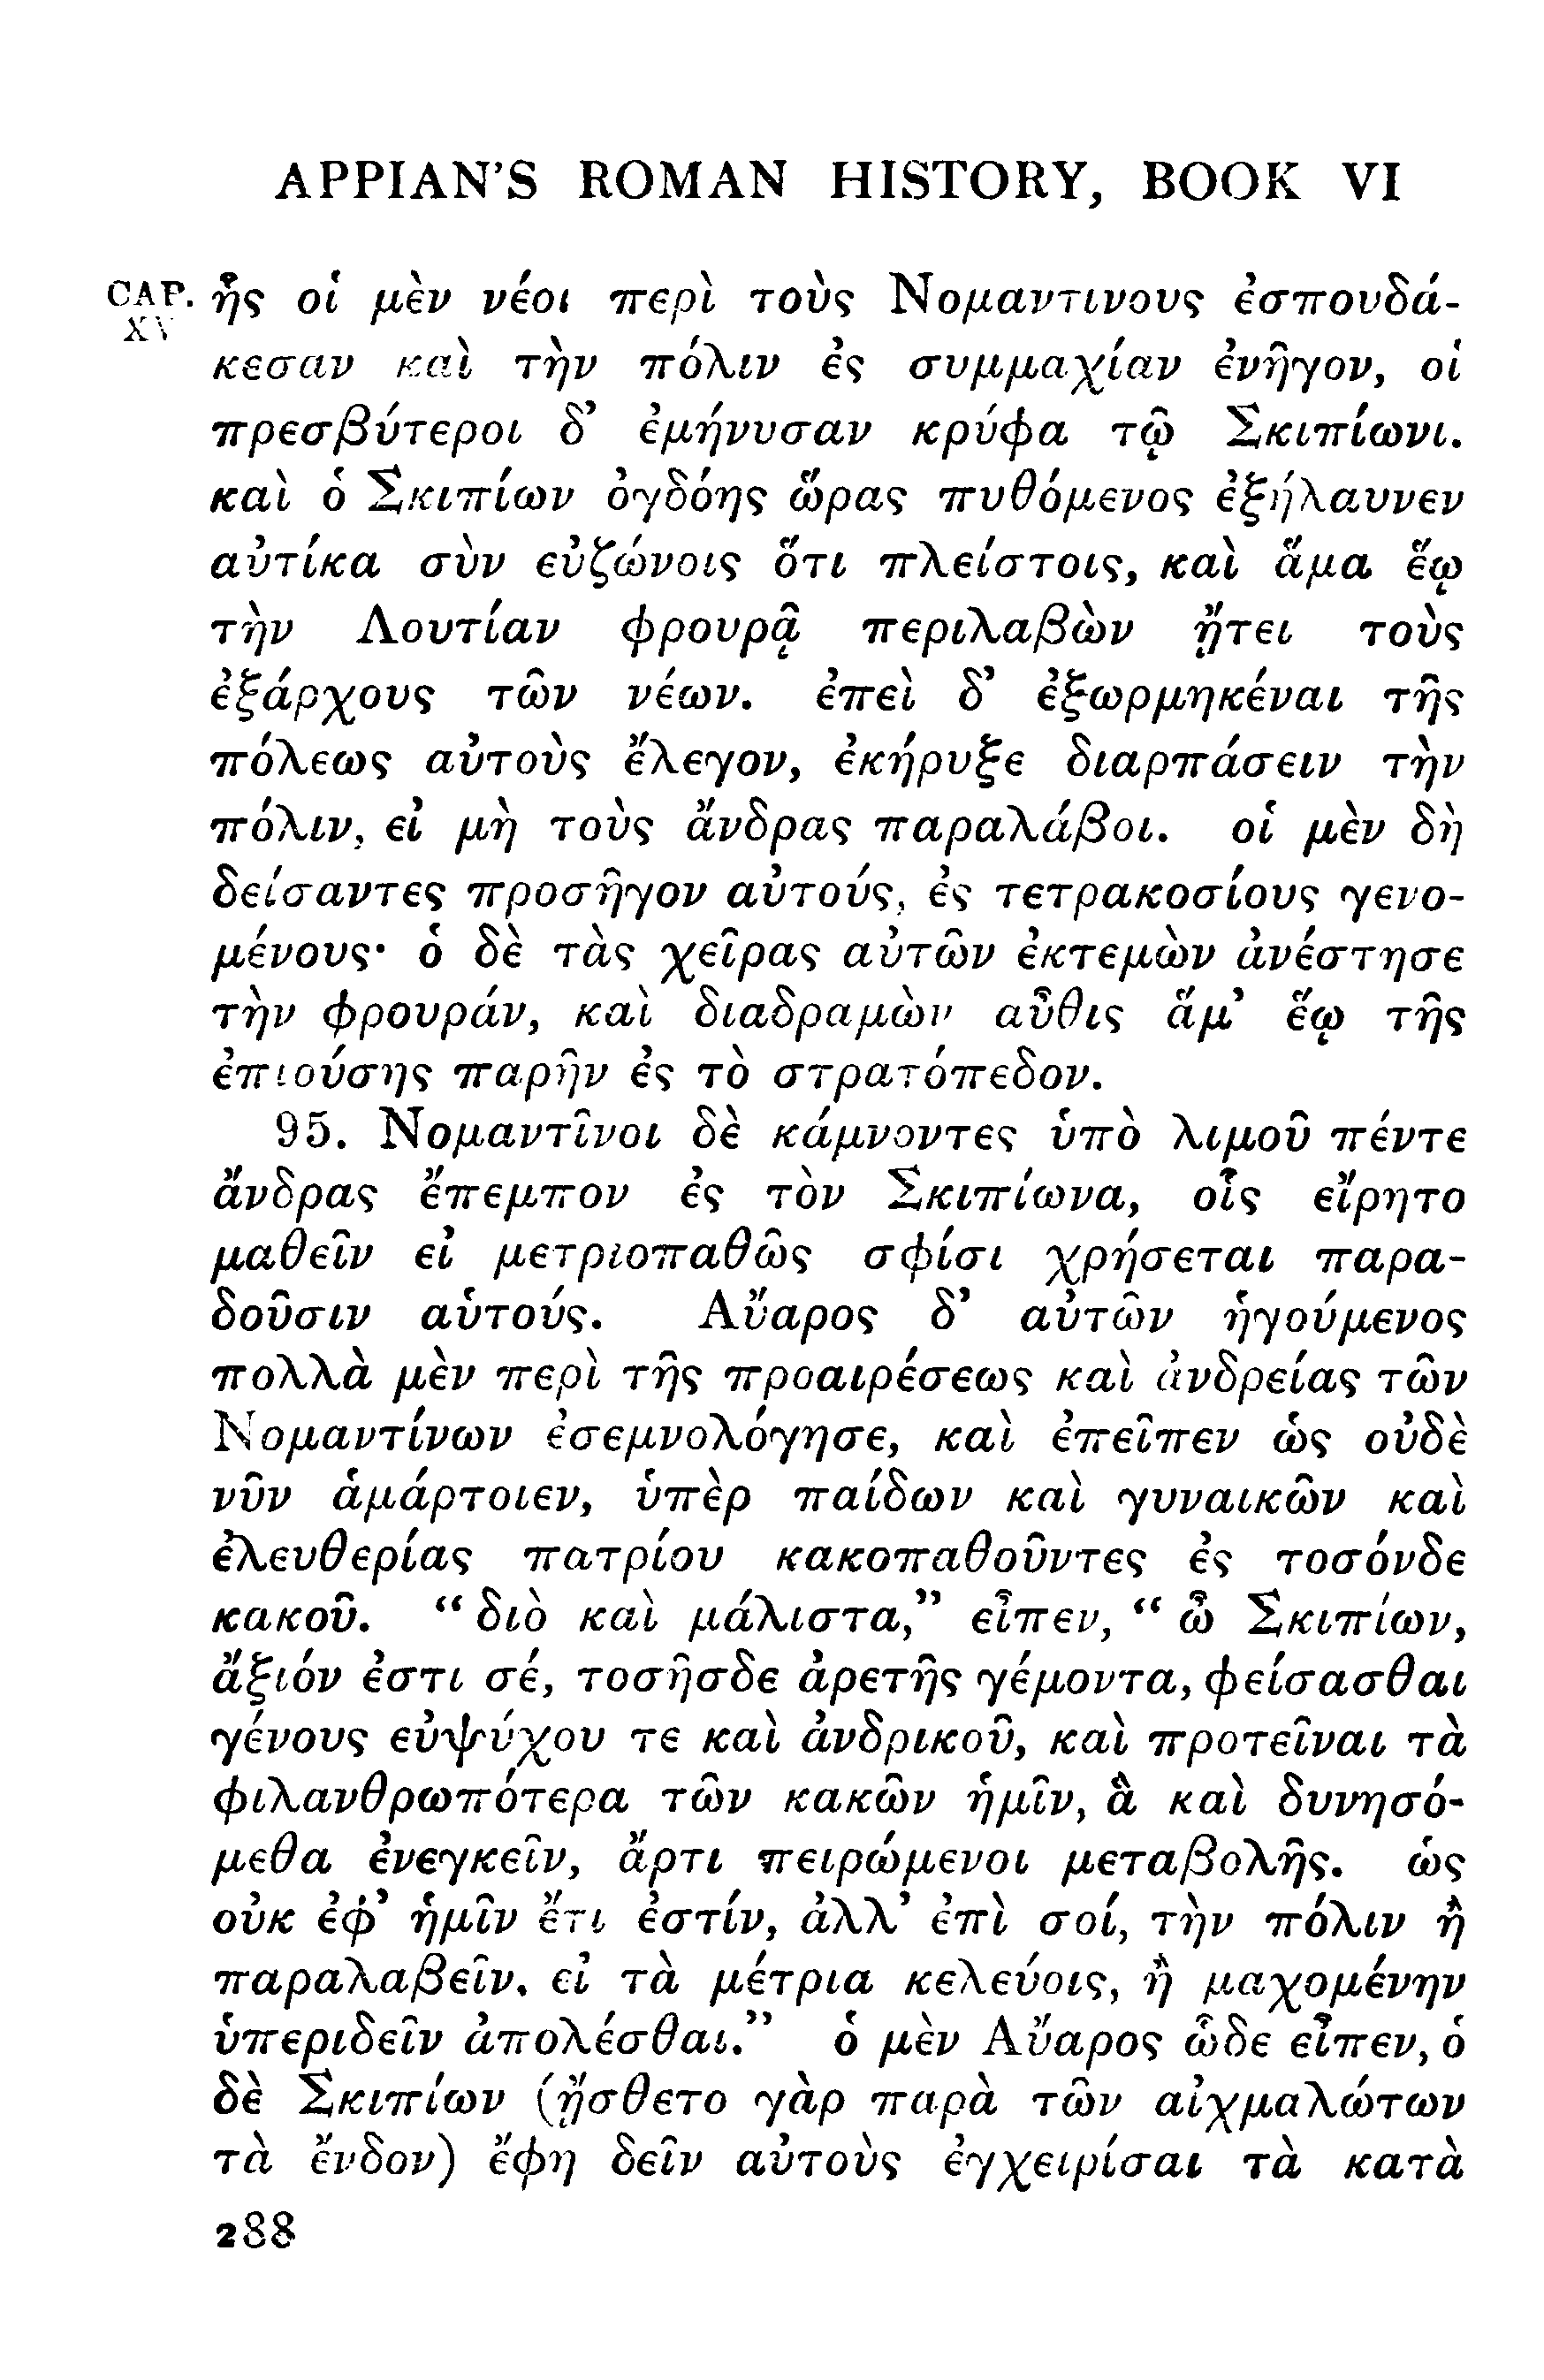 APPIAN'S ROMAN HISTORY, BOOK VI
CAP. XV
ἧς οἱ μὲν νέοι περὶ τοὺς Νομαντινους ἐσπουδά-
κεσαν καὶ τὴν πόλιν ἐς συμμαχίαν ἐνῆγον, οἱ
πρεσβύτεροι δ' ἐμήνυσαν κρύφα τῷ Σκιπίωνι.
καὶ ὁ Σκιπίων ὀγδόης ὥρας πυθόμενος ἐξήλαυνεν
αὐτίκα σὺν εὐζώνοις ὅτι πλείστοις, καὶ ἅμα ἕῳ
τὴν Λουτίαν φρουρᾷ περιλαβὼν ᾔτει τοὺς
ἐξάρχους τῶν νέων. ἐπεὶ δ' ἐξωρμηκέναι τῆς
πόλεως αὐτοὺς ἔλεγον, ἐκήρυξε διαρπάσειν τὴν
πόλιν, εἰ μὴ τοὺς ἄνδρας παραλάβοι. οἱ μὲν δὴ
δείσαντες προσῆγον αὐτούς, ἐς τετρακοσίους γενο-
μένους· ὁ δὲ τὰς χεῖρας αὐτῶν ἐκτεμὼν ἀνέστησε
τὴν φρουράν, καὶ διαδραμὼν αὖθις ἅμ' ἕῳ τῆς
ἐπιούσης παρῆν ἐς τὸ στρατόπεδον.
95. Νομαντῖνοι δὲ κάμνοντες ὑπὸ λιμοῦ πέντε
ἄνδρας ἔπεμπον ἐς τὸν Σκιπίωνα, οἷς εἴρητο
μαθεῖν εἰ μετριοπαθῶς σφίσι χρήσεται παρα-
δοῦσιν αὑτούς. Αὔαρος δ' αὐτῶν ἡγούμενος
πολλὰ μὲν περὶ τῆς προαιρέσεως καὶ ἀνδρείας τῶν
Νομαντίνων ἐσεμνολόγησε, καὶ ἐπεῖπεν ὡς οὐδὲ
νῦν ἁμάρτοιεν, ὑπὲρ παίδων καὶ γυναικῶν καὶ
ἐλευθερίας πατρίου κακοπαθοῦντες ἐς τοσόνδε
κακοῦ. “διὸ καὶ μάλιστα,” εἶπεν, “ὦ Σκιπίων,
ἄξιόν ἐστι σέ, τοσῆσδε ἀρετῆς γέμοντα, φείσασθαι
γένους εὐψύχου τε καὶ ἀνδρικοῦ, καὶ προτεῖναι τὰ
φιλανθρωπότερα τῶν κακῶν ἡμῖν, ἃ καὶ δυνησό-
μεθα ἐνεγκεῖν, ἄρτι πειρώμενοι μεταβολῆς. ὡς
οὐκ ἐφ' ἡμῖν ἔτι ἐστίν, ἀλλ' ἐπὶ σοί, τὴν πόλιν ἢ
παραλαβεῖν, εἰ τὰ μέτρια κελεύοις, ἢ μαχομένην
ὑπεριδεῖν ἀπολέσθαι.” ὁ μὲν Αὔαρος ὧδε εἶπεν, ὁ
δὲ Σκιπίων (ᾔσθετο γὰρ παρὰ τῶν αἰχμαλώτων
τὰ ἔνδον) ἔφη δεῖν αὐτοὺς ἐγχειρίσαι τὰ κατὰ
288